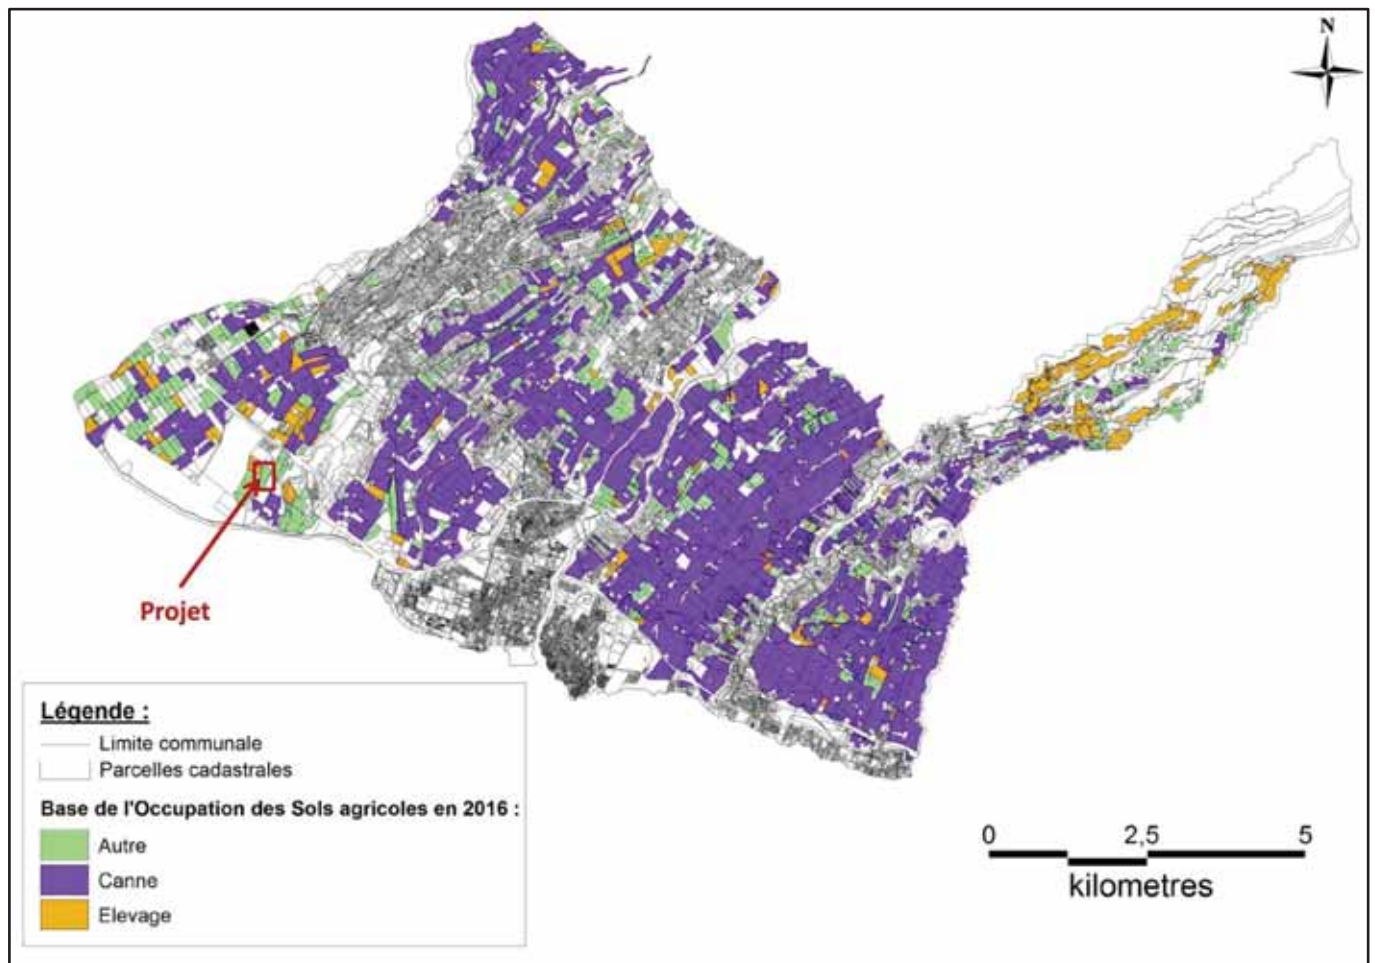 N
Projet
Légende :
Limite communale
Parcelles cadastrales
Base de l'Occupation des Sols agricoles en 2016 :
Autre
Canne
Elevage
0 2,5 5
kilometres